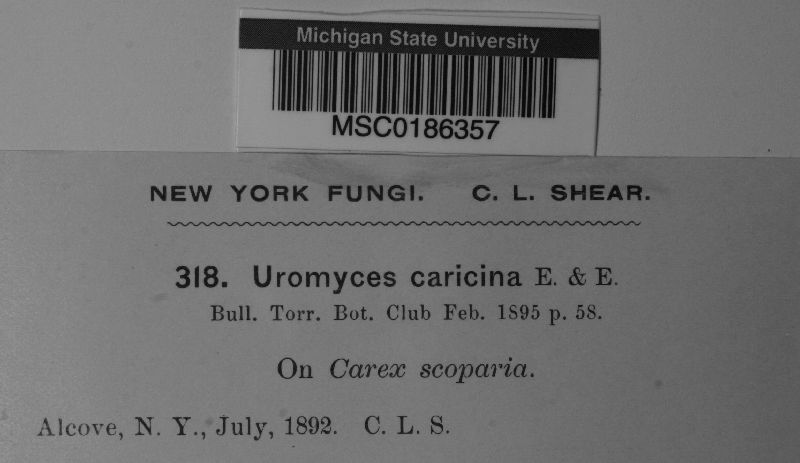 Michigan State University
MSC0186357
NEW YORK FUNGI. C. L. SHEAR.
318. Uromyces caricina E. & E.
Bull. Torr. Bot. Club Feb. 1895 p. 58.
On Carex scoparia.
Alcove, N. Y., July, 1892. C. L. S.